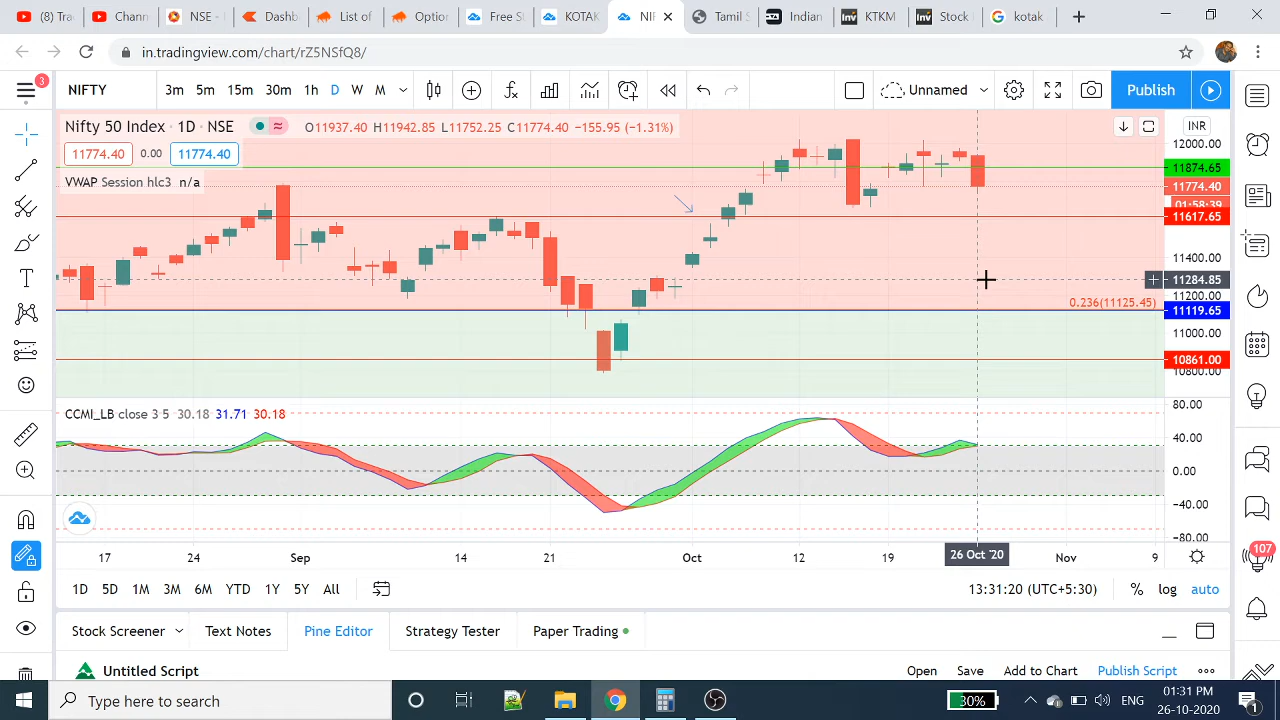 (84) Tra
Chann
NSE -
Dashb
List of
Optio
Free S
KOTAK
NIF
Tamil S
Indian
KTKM
Stock
kotak
in.tradingview.com/chart/rZ5NSfQ8/
3
NIFTY
3m 5m 15m 30m 1h D W M
Unnamed
Publish
Nifty 50 Index · 1D · NSE
O11937.40 H11942.85 L11752.25 C11774.40 −155.95 (−1.31%)
INR
11774.40 0.00 11774.40
VWAP Session hlc3 n/a
12000.00
11874.65
11774.40
01:58:39
11617.65
11400.00
11284.85
11200.00
0.236(11125.45)
11119.65
11000.00
10861.00
10800.00
CCMI_LB close 3 5 30.18 31.71 30.18
80.00
40.00
0.00
−40.00
−80.00
17 24 Sep 14 21 Oct 12 19 26 Oct '20 Nov 9
107
1D 5D 1M 3M 6M YTD 1Y 5Y All
13:31:20 (UTC+5:30) % log auto
Stock Screener Text Notes Pine Editor Strategy Tester Paper Trading
Untitled Script
Open Save Add to Chart Publish Script
Type here to search
30%
ENG
01:31 PM
26-10-2020
1